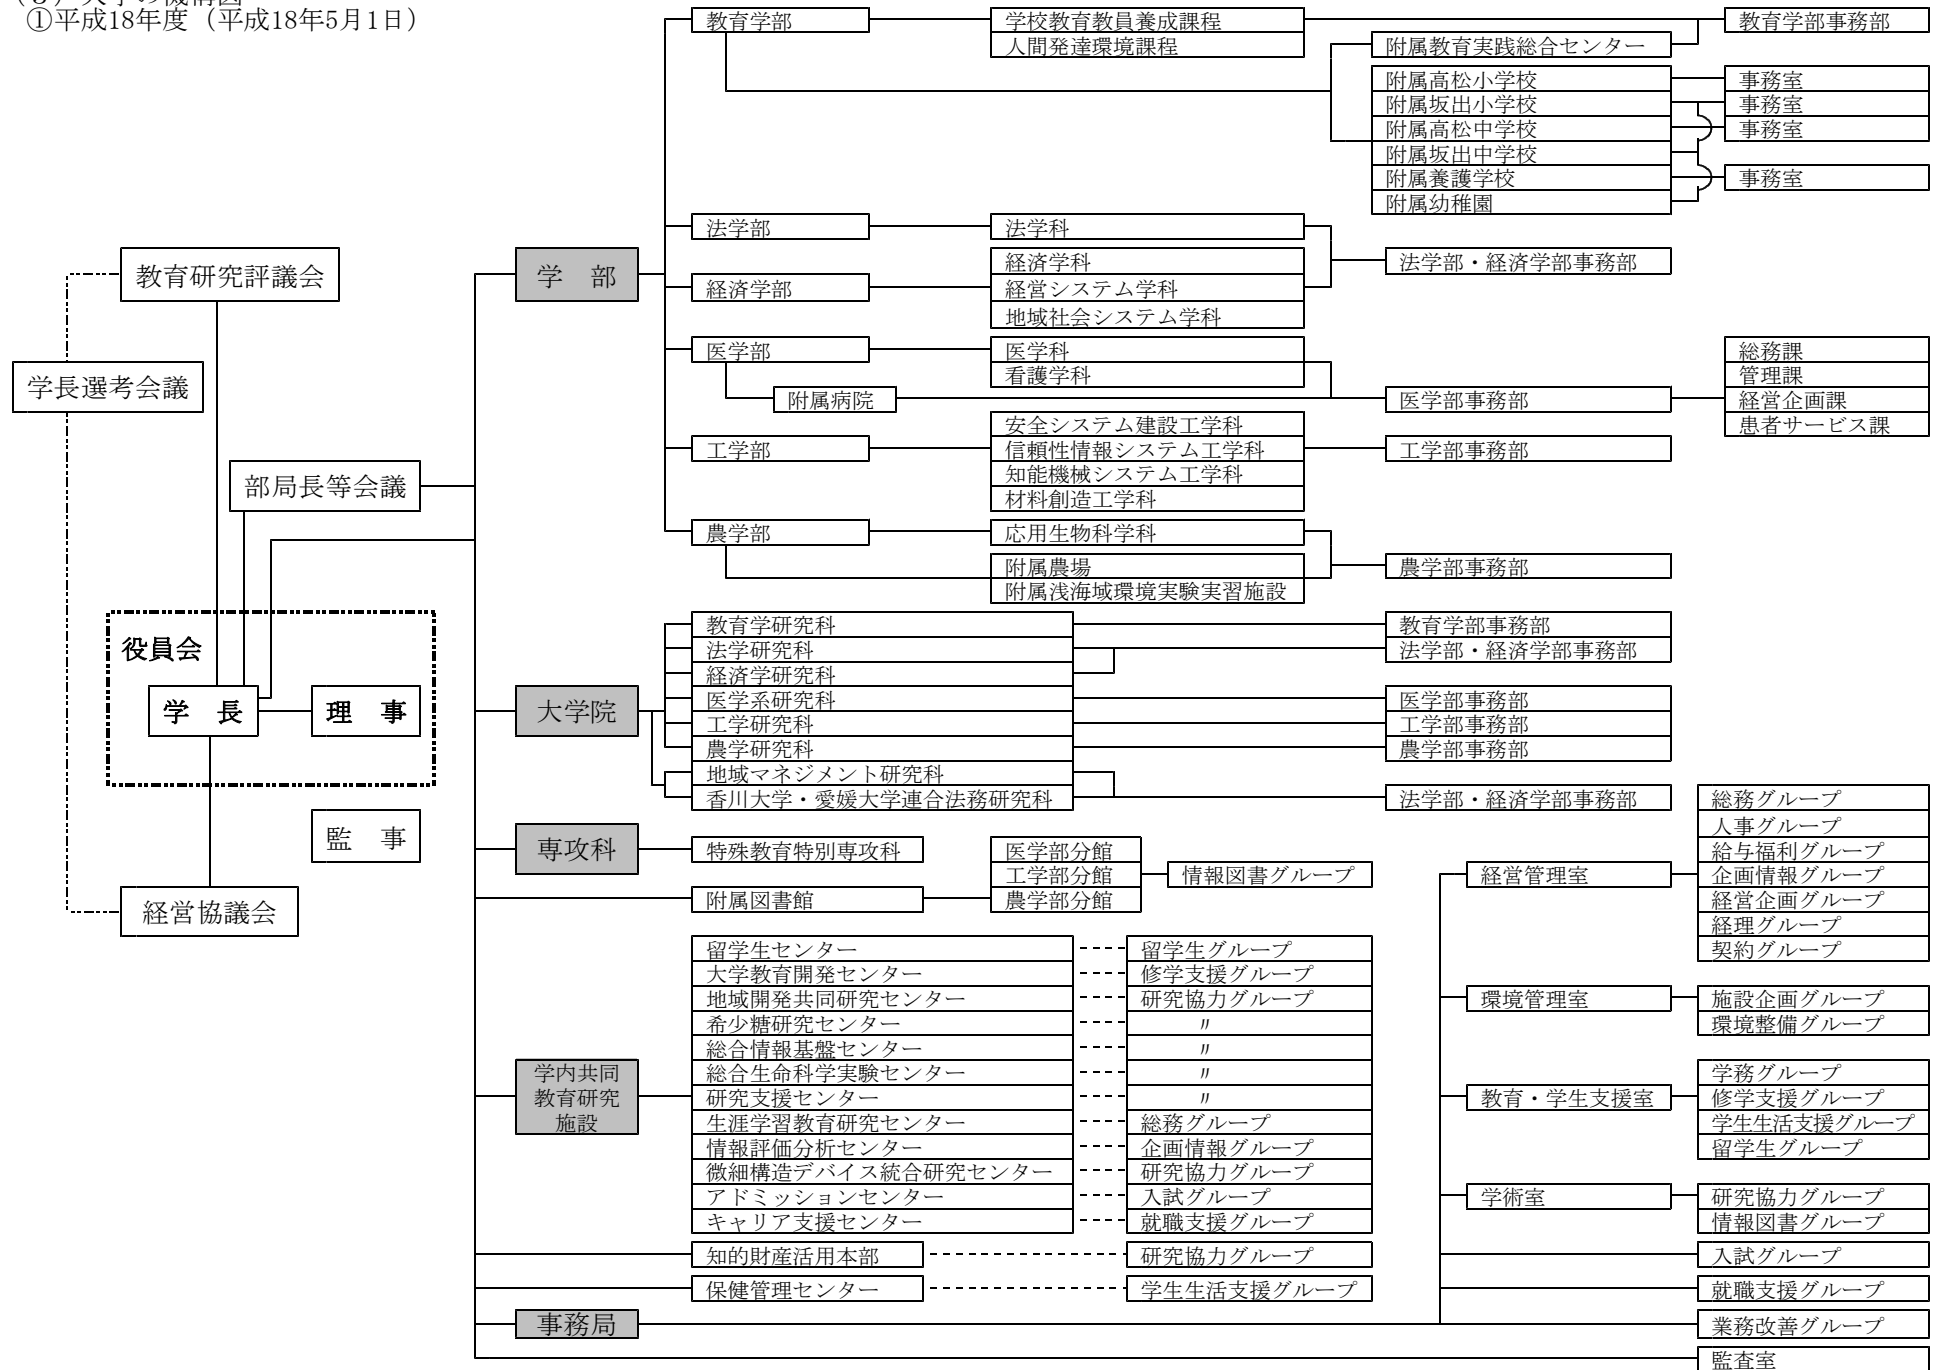 ①平成18年度（平成18年5月1日）
教育学部
学校教育教員養成課程
人間発達環境課程
教育学部事務部
附属教育実践総合センター
附属高松小学校
附属坂出小学校
附属高松中学校
附属坂出中学校
附属養護学校
附属幼稚園
事務室
事務室
事務室
事務室
法学部
法学科
経済学部
経済学科
経営システム学科
地域社会システム学科
法学部・経済学部事務部
教育研究評議会
学長選考会議
部局長等会議
役員会
学　長
理　事
監　事
経営協議会
学　部
医学部
医学科
看護学科
附属病院
医学部事務部
総務課
管理課
経営企画課
患者サービス課
工学部
安全システム建設工学科
信頼性情報システム工学科
知能機械システム工学科
材料創造工学科
工学部事務部
農学部
応用生物科学科
附属農場
附属浅海域環境実験実習施設
農学部事務部
大学院
教育学研究科
法学研究科
経済学研究科
医学系研究科
工学研究科
農学研究科
地域マネジメント研究科
香川大学・愛媛大学連合法務研究科
教育学部事務部
法学部・経済学部事務部
医学部事務部
工学部事務部
農学部事務部
法学部・経済学部事務部
専攻科
特殊教育特別専攻科
附属図書館
医学部分館
工学部分館
農学部分館
情報図書グループ
学内共同
教育研究
施設
留学生センター
大学教育開発センター
地域開発共同研究センター
希少糖研究センター
総合情報基盤センター
総合生命科学実験センター
研究支援センター
生涯学習教育研究センター
情報評価分析センター
微細構造デバイス統合研究センター
アドミッションセンター
キャリア支援センター
留学生グループ
修学支援グループ
研究協力グループ
〃
〃
〃
〃
総務グループ
企画情報グループ
研究協力グループ
入試グループ
就職支援グループ
知的財産活用本部
研究協力グループ
保健管理センター
学生生活支援グループ
事務局
経営管理室
総務グループ
人事グループ
給与福利グループ
企画情報グループ
経営企画グループ
経理グループ
契約グループ
環境管理室
施設企画グループ
環境整備グループ
教育・学生支援室
学務グループ
修学支援グループ
学生生活支援グループ
留学生グループ
学術室
研究協力グループ
情報図書グループ
入試グループ
就職支援グループ
業務改善グループ
監査室